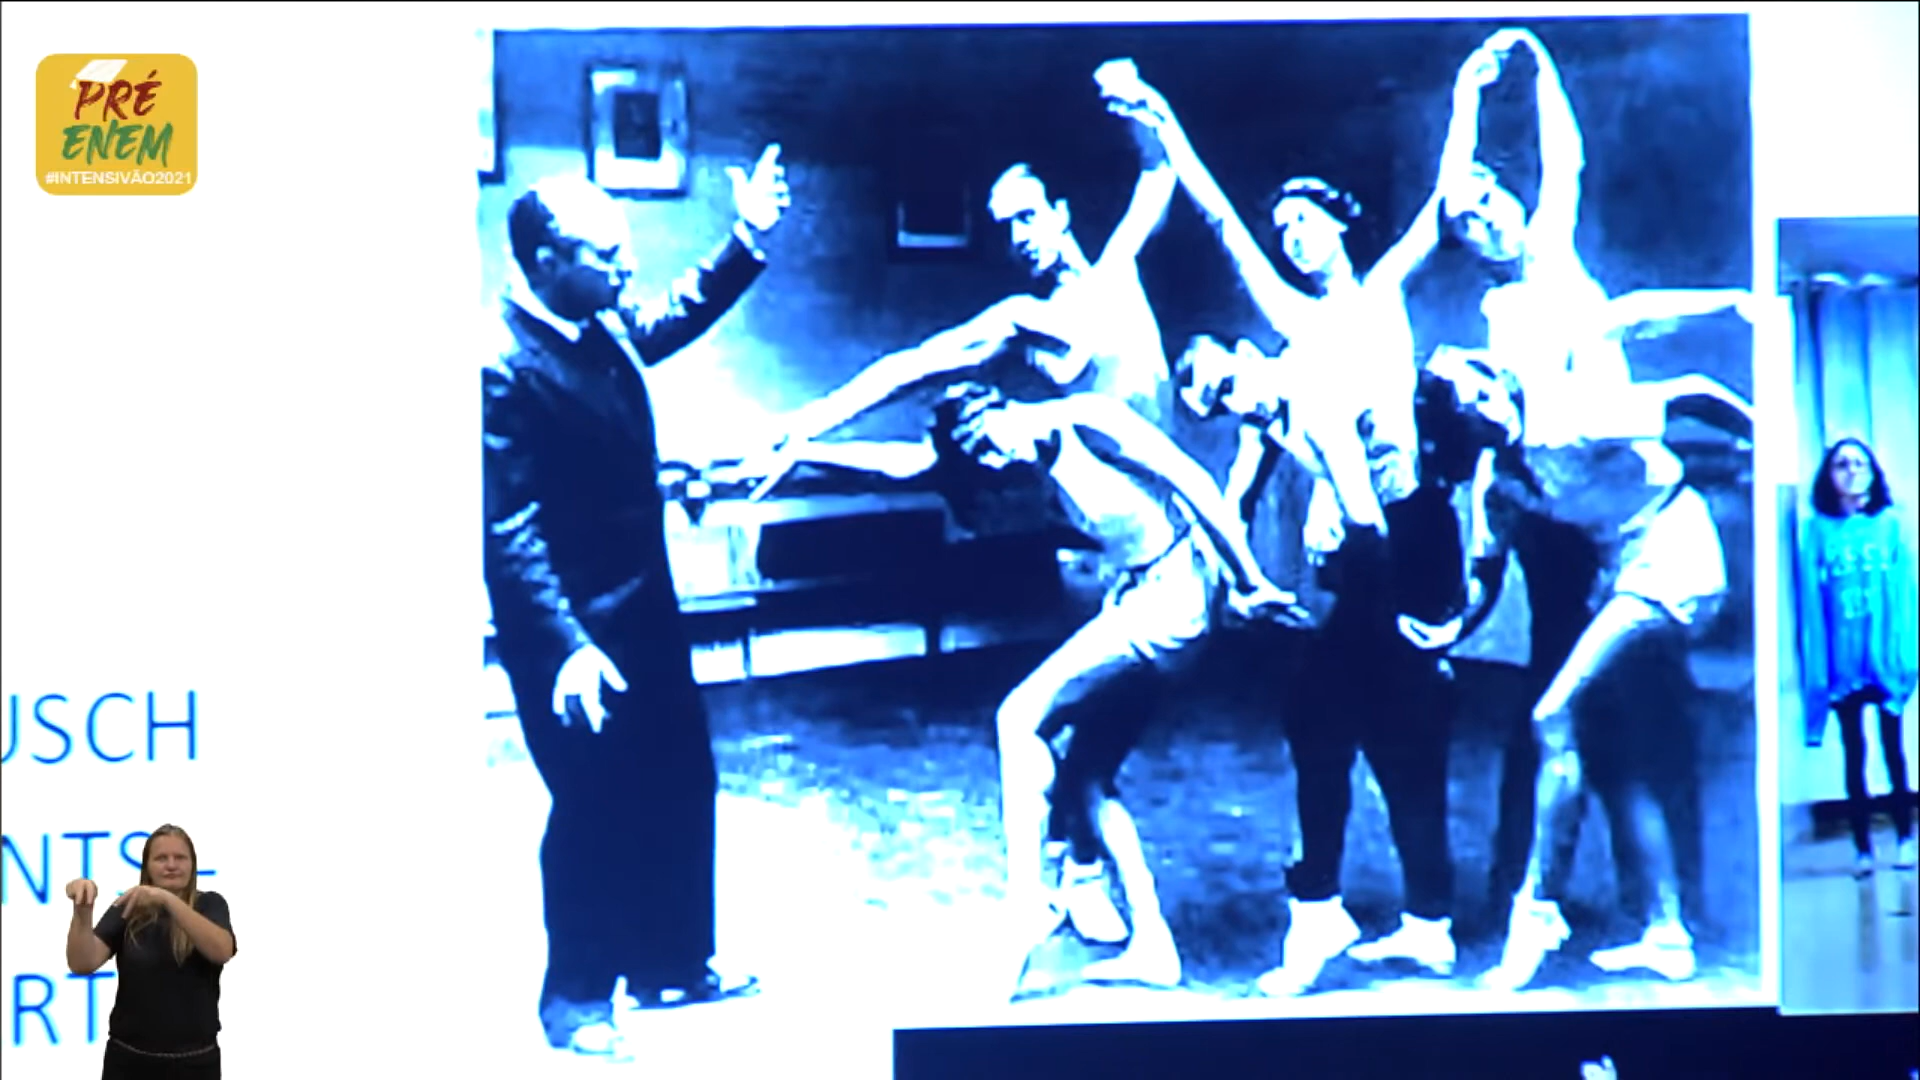 PRÉ
ENEM
#INTENSIVÃO2021
USCH
NTS-
RT